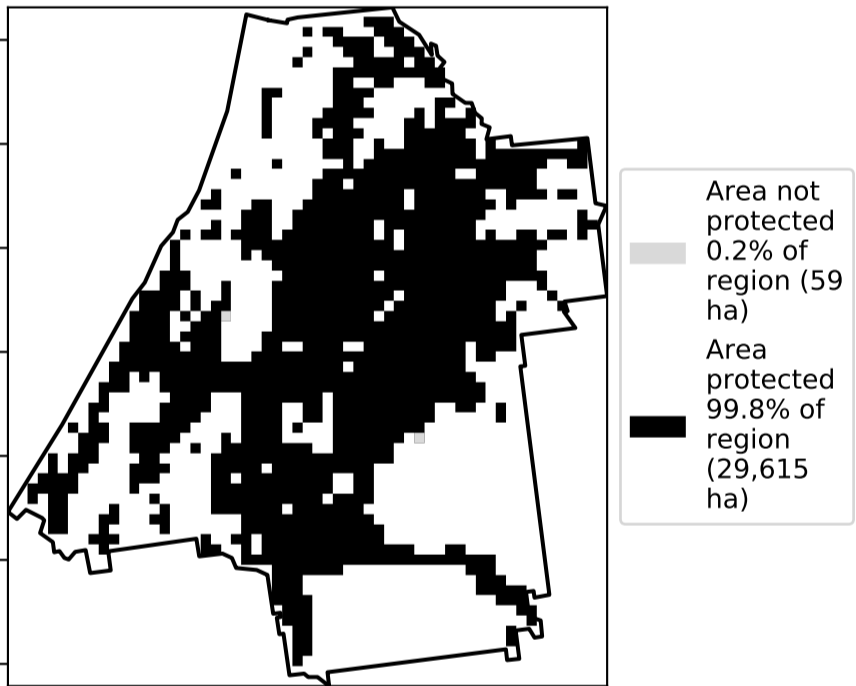 Area not
protected
0.2% of
region (59
ha)
Area
protected
99.8% of
region
(29,615
ha)